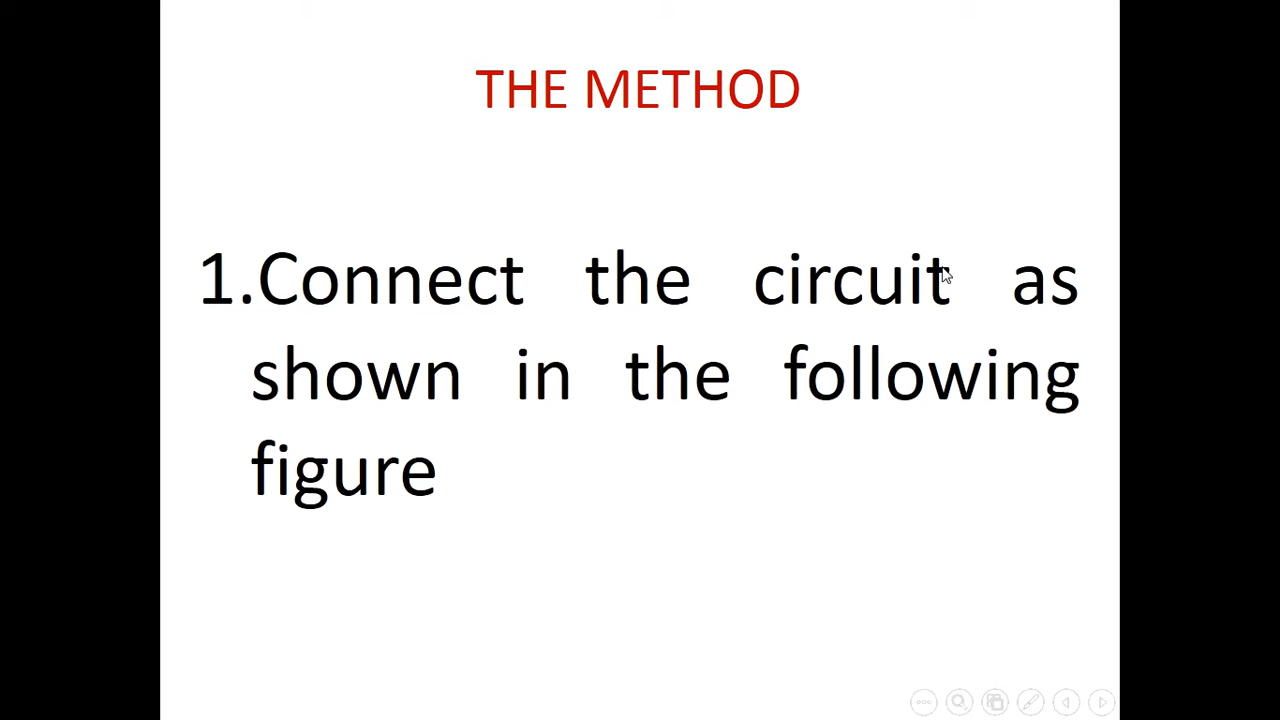 THE METHOD
1.Connect the circuit as
shown in the following
figure